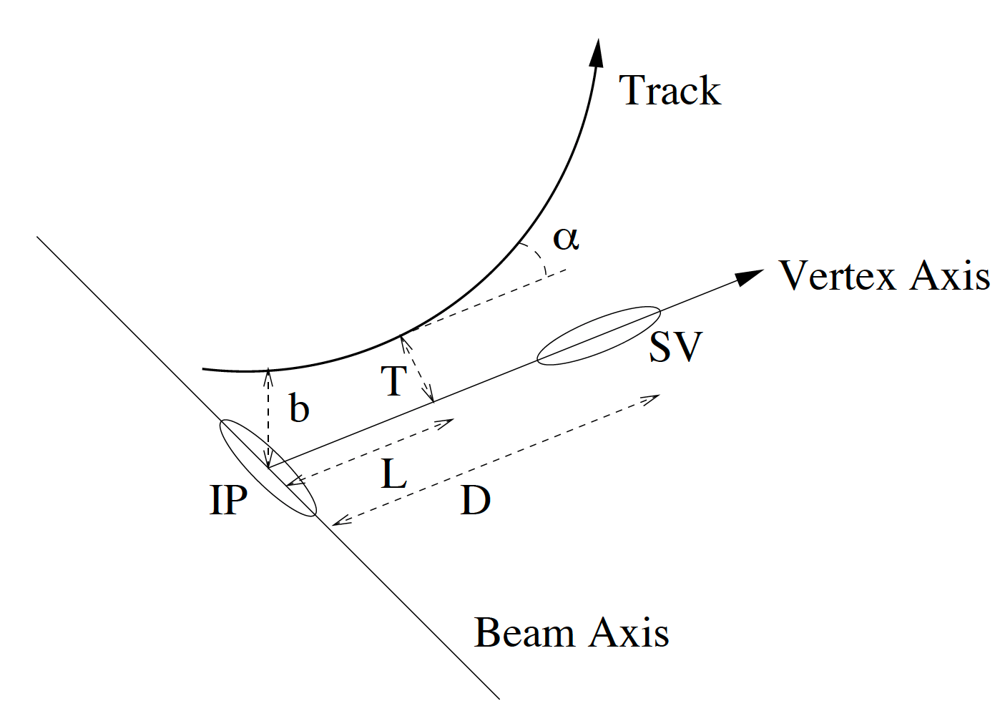 Track
α
Vertex Axis
SV
T
b
L
IP
D
Beam Axis